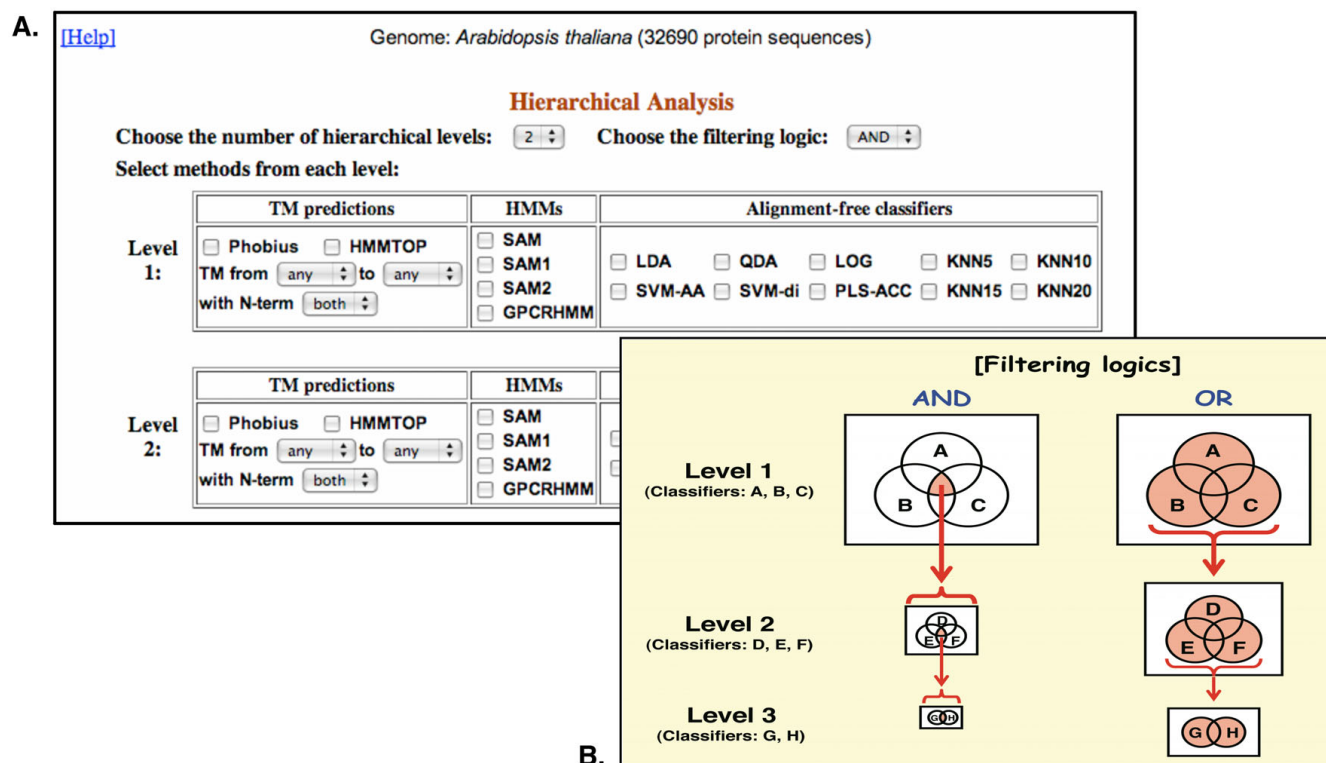 A.
[Help]
Genome: Arabidopsis thaliana (32690 protein sequences)
Hierarchical Analysis
Choose the number of hierarchical levels: 2 Choose the filtering logic: AND
Select methods from each level:
Level 1:
TM predictions HMMs Alignment-free classifiers
Phobius HMMTOP
TM from any to any
with N-term both
SAM
SAM1
SAM2
GPCRHMM
LDA QDA LOG KNN5 KNN10
SVM-AA SVM-di PLS-ACC KNN15 KNN20
Level 2:
TM predictions HMMs
Phobius HMMTOP
TM from any to any
with N-term both
SAM
SAM1
SAM2
GPCRHMM
B.
[Filtering logics]
AND OR
Level 1
(Classifiers: A, B, C)
A
B C
A
B C
Level 2
(Classifiers: D, E, F)
D
E F
D
E F
Level 3
(Classifiers: G, H)
G H
G H